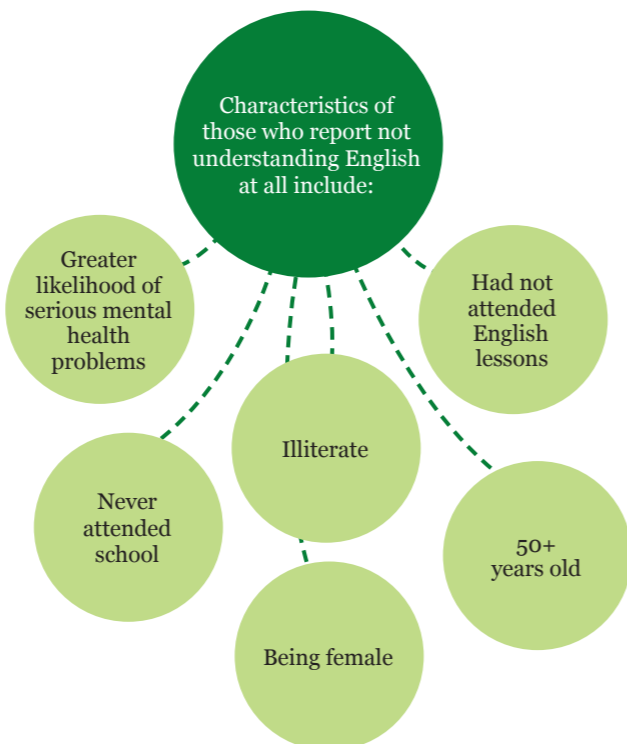 Characteristics of
those who report not
understanding English
at all include:
Greater
likelihood of
serious mental
health
problems
Had not
attended
English
lessons
Illiterate
Never
attended
school
50+
years old
Being female